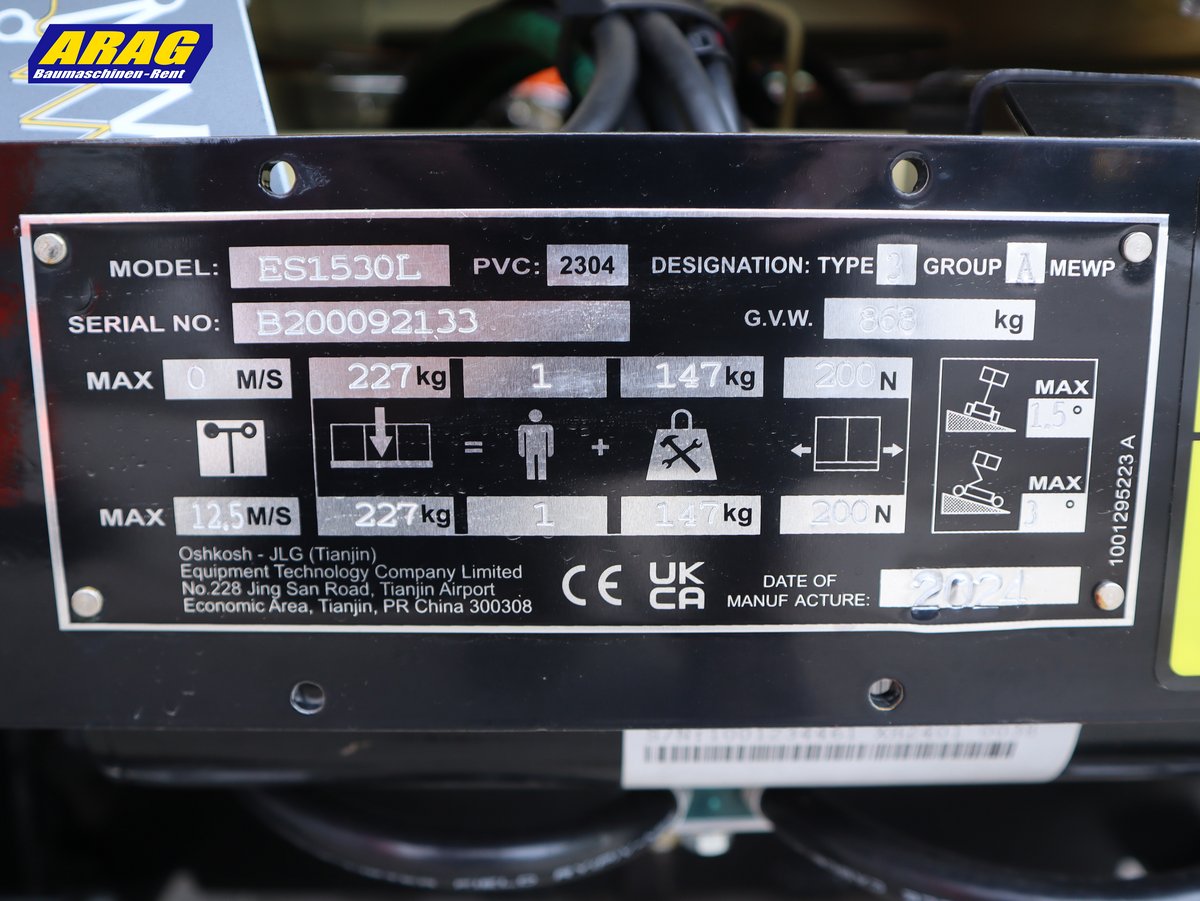 ARAG
Baumaschinen-Rent
MODEL: ES1530L PVC: 2304 DESIGNATION: TYPE 3 GROUP A MEWP
SERIAL NO: B200092133 G.V.W. 868 kg
MAX 0 M/S 227 kg 1 147 kg 200 N
MAX
1.5°
= +
MAX
3°
MAX 12,5 M/S 227 kg 1 147 kg 200 N
Oshkosh - JLG (Tianjin)
Equipment Technology Company Limited
No.228 Jing San Road, Tianjin Airport
Economic Area, Tianjin, PR China 300308
CE
UK
CA
DATE OF
MANUF ACTURE:
1001295223 A